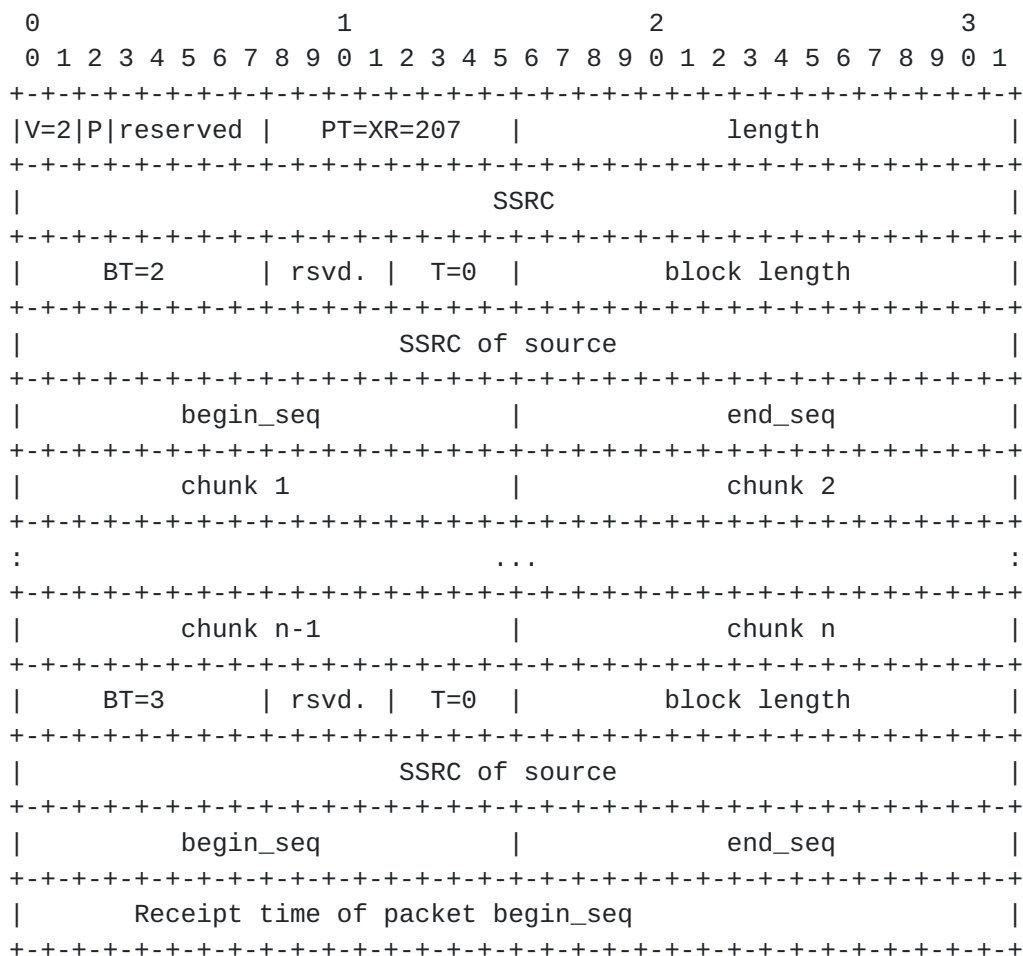 0                   1                   2                   3
 0 1 2 3 4 5 6 7 8 9 0 1 2 3 4 5 6 7 8 9 0 1 2 3 4 5 6 7 8 9 0 1
+-+-+-+-+-+-+-+-+-+-+-+-+-+-+-+-+-+-+-+-+-+-+-+-+-+-+-+-+-+-+-+-+
|V=2|P|reserved |   PT=XR=207   |             length            |
+-+-+-+-+-+-+-+-+-+-+-+-+-+-+-+-+-+-+-+-+-+-+-+-+-+-+-+-+-+-+-+-+
|                              SSRC                             |
+-+-+-+-+-+-+-+-+-+-+-+-+-+-+-+-+-+-+-+-+-+-+-+-+-+-+-+-+-+-+-+-+
|     BT=2      | rsvd. |  T=0  |         block length          |
+-+-+-+-+-+-+-+-+-+-+-+-+-+-+-+-+-+-+-+-+-+-+-+-+-+-+-+-+-+-+-+-+
|                        SSRC of source                         |
+-+-+-+-+-+-+-+-+-+-+-+-+-+-+-+-+-+-+-+-+-+-+-+-+-+-+-+-+-+-+-+-+
|          begin_seq            |             end_seq           |
+-+-+-+-+-+-+-+-+-+-+-+-+-+-+-+-+-+-+-+-+-+-+-+-+-+-+-+-+-+-+-+-+
|          chunk 1              |             chunk 2           |
+-+-+-+-+-+-+-+-+-+-+-+-+-+-+-+-+-+-+-+-+-+-+-+-+-+-+-+-+-+-+-+-+
:                              ...                              :
+-+-+-+-+-+-+-+-+-+-+-+-+-+-+-+-+-+-+-+-+-+-+-+-+-+-+-+-+-+-+-+-+
|          chunk n-1            |             chunk n           |
+-+-+-+-+-+-+-+-+-+-+-+-+-+-+-+-+-+-+-+-+-+-+-+-+-+-+-+-+-+-+-+-+
|     BT=3      | rsvd. |  T=0  |         block length          |
+-+-+-+-+-+-+-+-+-+-+-+-+-+-+-+-+-+-+-+-+-+-+-+-+-+-+-+-+-+-+-+-+
|                        SSRC of source                         |
+-+-+-+-+-+-+-+-+-+-+-+-+-+-+-+-+-+-+-+-+-+-+-+-+-+-+-+-+-+-+-+-+
|          begin_seq            |             end_seq           |
+-+-+-+-+-+-+-+-+-+-+-+-+-+-+-+-+-+-+-+-+-+-+-+-+-+-+-+-+-+-+-+-+
|       Receipt time of packet begin_seq                        |
+-+-+-+-+-+-+-+-+-+-+-+-+-+-+-+-+-+-+-+-+-+-+-+-+-+-+-+-+-+-+-+-+